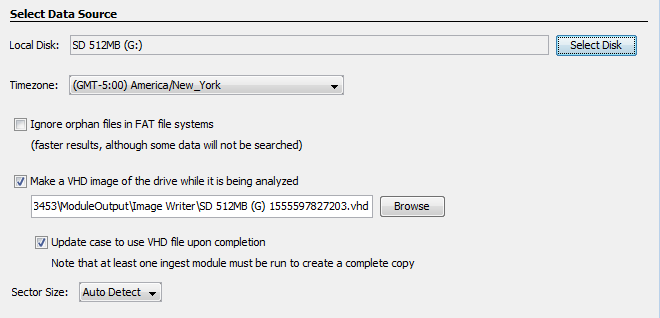 Select Data Source
Local Disk: SD 512MB (G:) Select Disk
Timezone: (GMT-5:00) America/New_York
Ignore orphan files in FAT file systems
(faster results, although some data will not be searched)
Make a VHD image of the drive while it is being analyzed
3453\ModuleOutput\Image Writer\SD 512MB (G) 1555597827203.vhd Browse
Update case to use VHD file upon completion
Note that at least one ingest module must be run to create a complete copy
Sector Size: Auto Detect